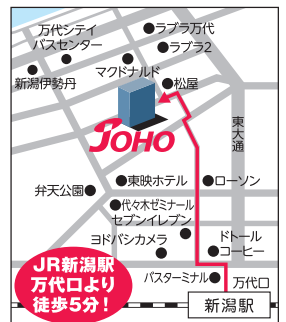 万代シテイ
バスセンター
ラブラ万代
ラブラ2
新潟伊勢丹
マクドナルド
松屋
SOHO
東大通
弁天公園
東映ホテル
ローソン
代々木ゼミナール
セブンイレブン
ヨドバシカメラ
ドトール
コーヒー
JR新潟駅
万代口より
徒歩5分!
バスターミナル
万代口
新潟駅